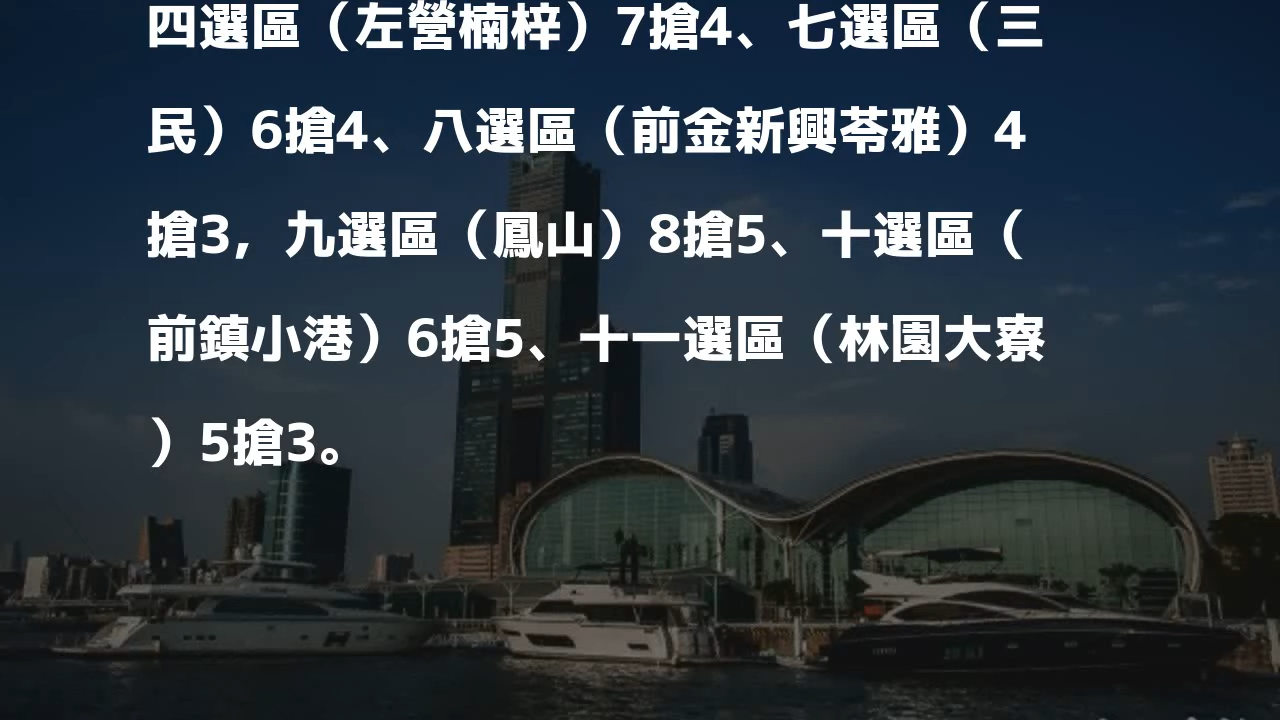 四選區（左營楠梓）7搶4、七選區（三
民）6搶4、八選區（前金新興苓雅）4
搶3，九選區（鳳山）8搶5、十選區（
前鎮小港）6搶5、十一選區（林園大寮
）5搶3。